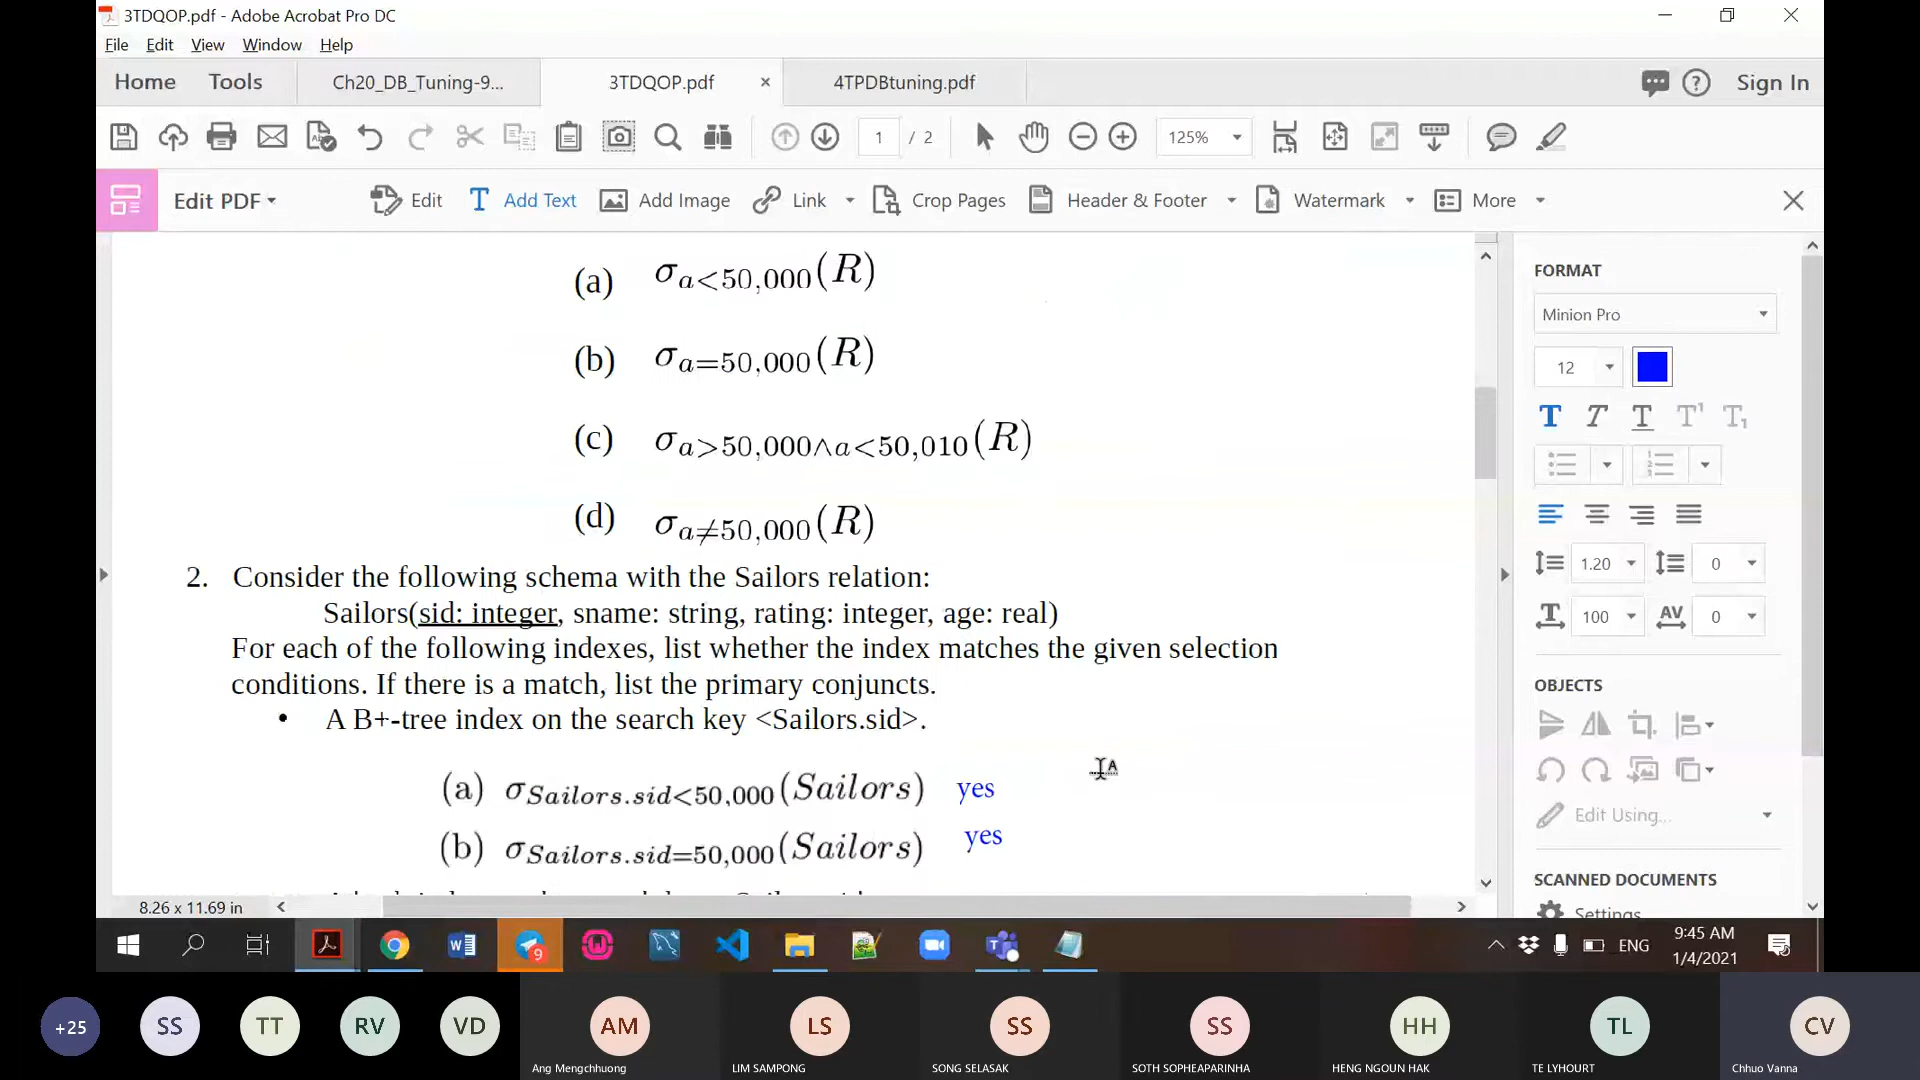 3TDQOP.pdf - Adobe Acrobat Pro DC
File Edit View Window Help
Home Tools Ch20_DB_Tuning-9... 3TDQOP.pdf × 4TPDBtuning.pdf Sign In
1 / 2 125%
Edit PDF Edit Add Text Add Image Link Crop Pages Header & Footer Watermark More
(a) σa<50,000(R)
(b) σa=50,000(R)
(c) σa>50,000∧a<50,010(R)
(d) σa≠50,000(R)
2. Consider the following schema with the Sailors relation:
Sailors(sid: integer, sname: string, rating: integer, age: real)
For each of the following indexes, list whether the index matches the given selection
conditions. If there is a match, list the primary conjuncts.
• A B+-tree index on the search key <Sailors.sid>.
(a) σSailors.sid<50,000(Sailors) yes
(b) σSailors.sid=50,000(Sailors) yes
8.26 x 11.69 in
FORMAT
Minion Pro
12
1.20 0
100 AV 0
OBJECTS
Edit Using...
SCANNED DOCUMENTS
Settings
9 ENG
9:45 AM
1/4/2021
+25 SS TT RV VD AM LS SS SS HH TL CV
Ang Mengchhuong LIM SAMPONG SONG SELASAK SOTH SOPHEAPARINHA HENG NGOUN HAK TE LYHOURT Chhuo Vanna